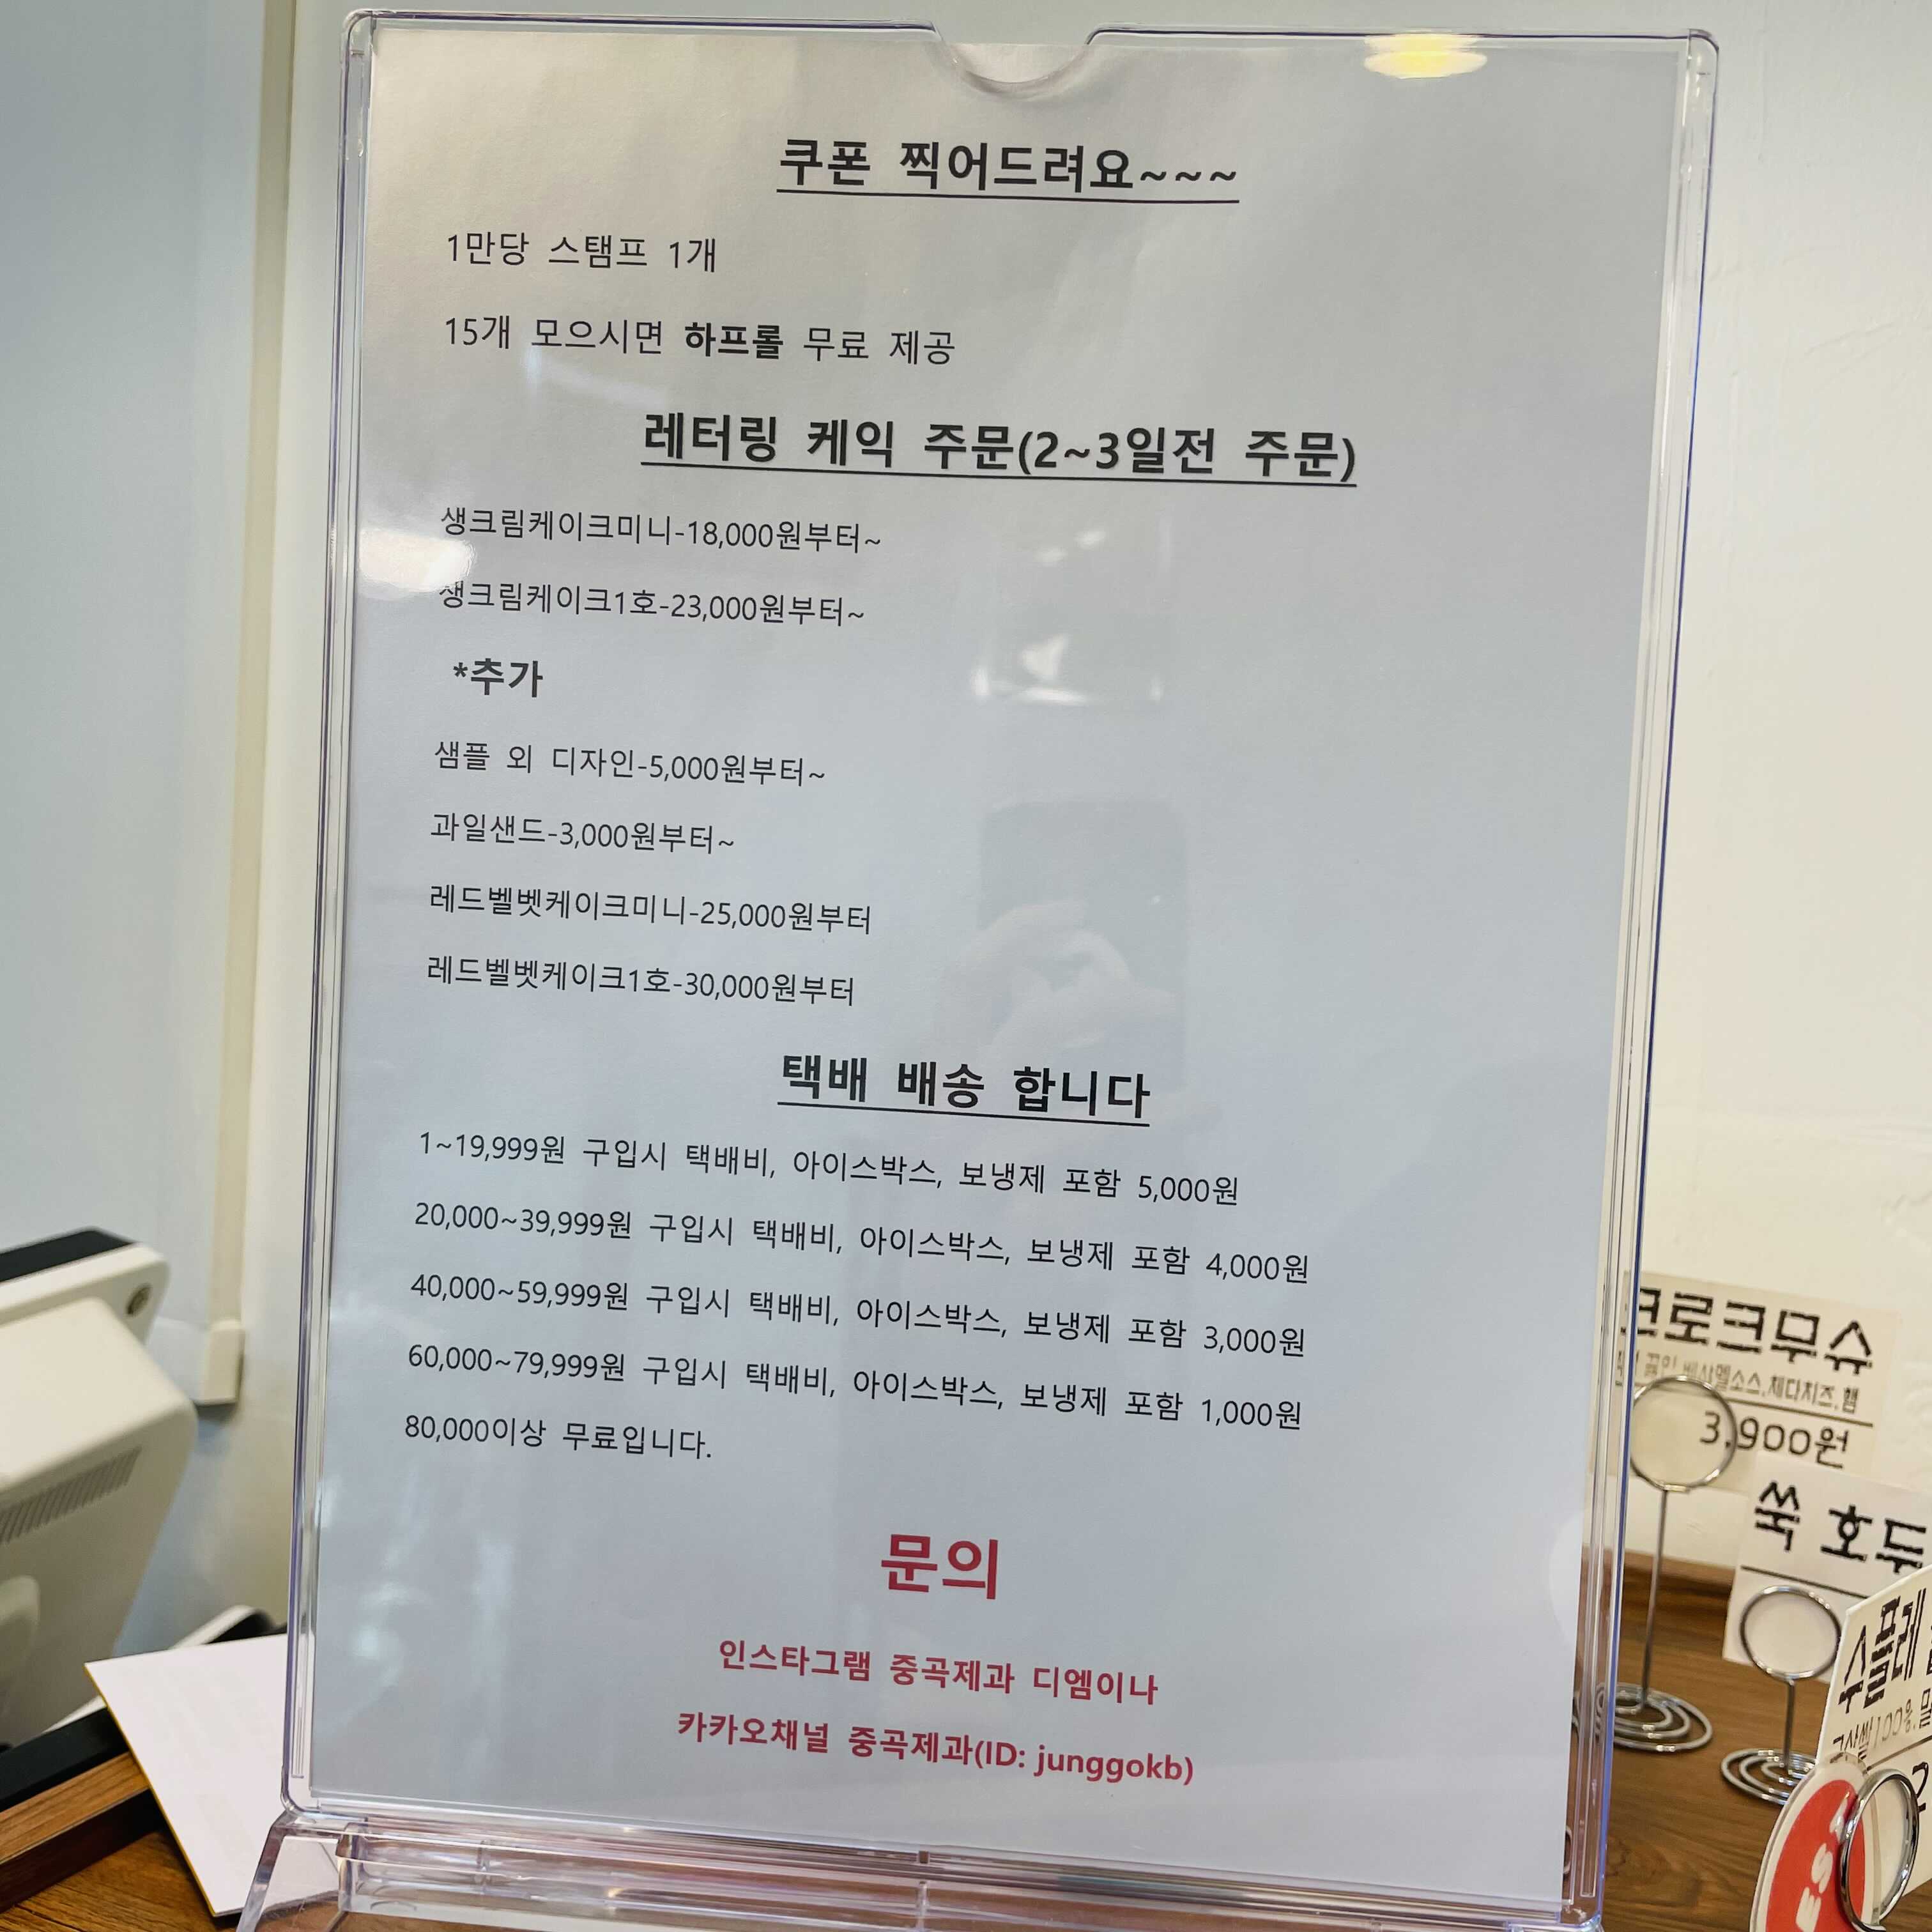 쿠폰 찍어드려요~~~
1만당 스탬프 1개
15개 모으시면 하프롤 무료 제공
레터링 케익 주문(2~3일전 주문)
생크림케이크미니-18,000원부터~
생크림케이크1호-23,000원부터~
*추가
샘플 외 디자인-5,000원부터~
과일샌드-3,000원부터~
레드벨벳케이크미니-25,000원부터
레드벨벳케이크1호-30,000원부터
택배 배송 합니다
1~19,999원 구입시 택배비, 아이스박스, 보냉제 포함 5,000원
20,000~39,999원 구입시 택배비, 아이스박스, 보냉제 포함 4,000원
40,000~59,999원 구입시 택배비, 아이스박스, 보냉제 포함 3,000원
60,000~79,999원 구입시 택배비, 아이스박스, 보냉제 포함 1,000원
80,000이상 무료입니다.
문의
인스타그램 중곡제과 디엠이나
카카오채널 중곡제과(ID: junggokb)
크로크무슈
베샤멜소스,체다치즈,햄
3,900원
쑥 호두
수플레